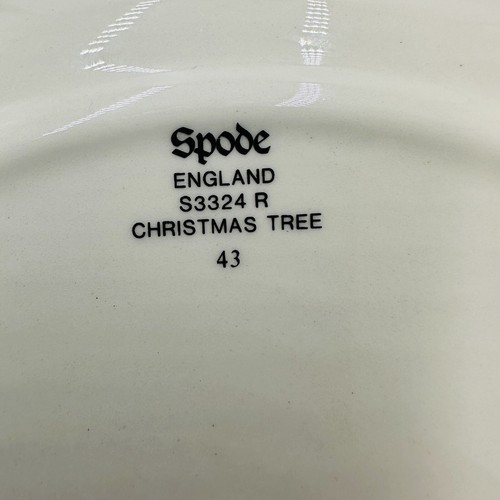 Spode
ENGLAND
S3324 R
CHRISTMAS TREE
43